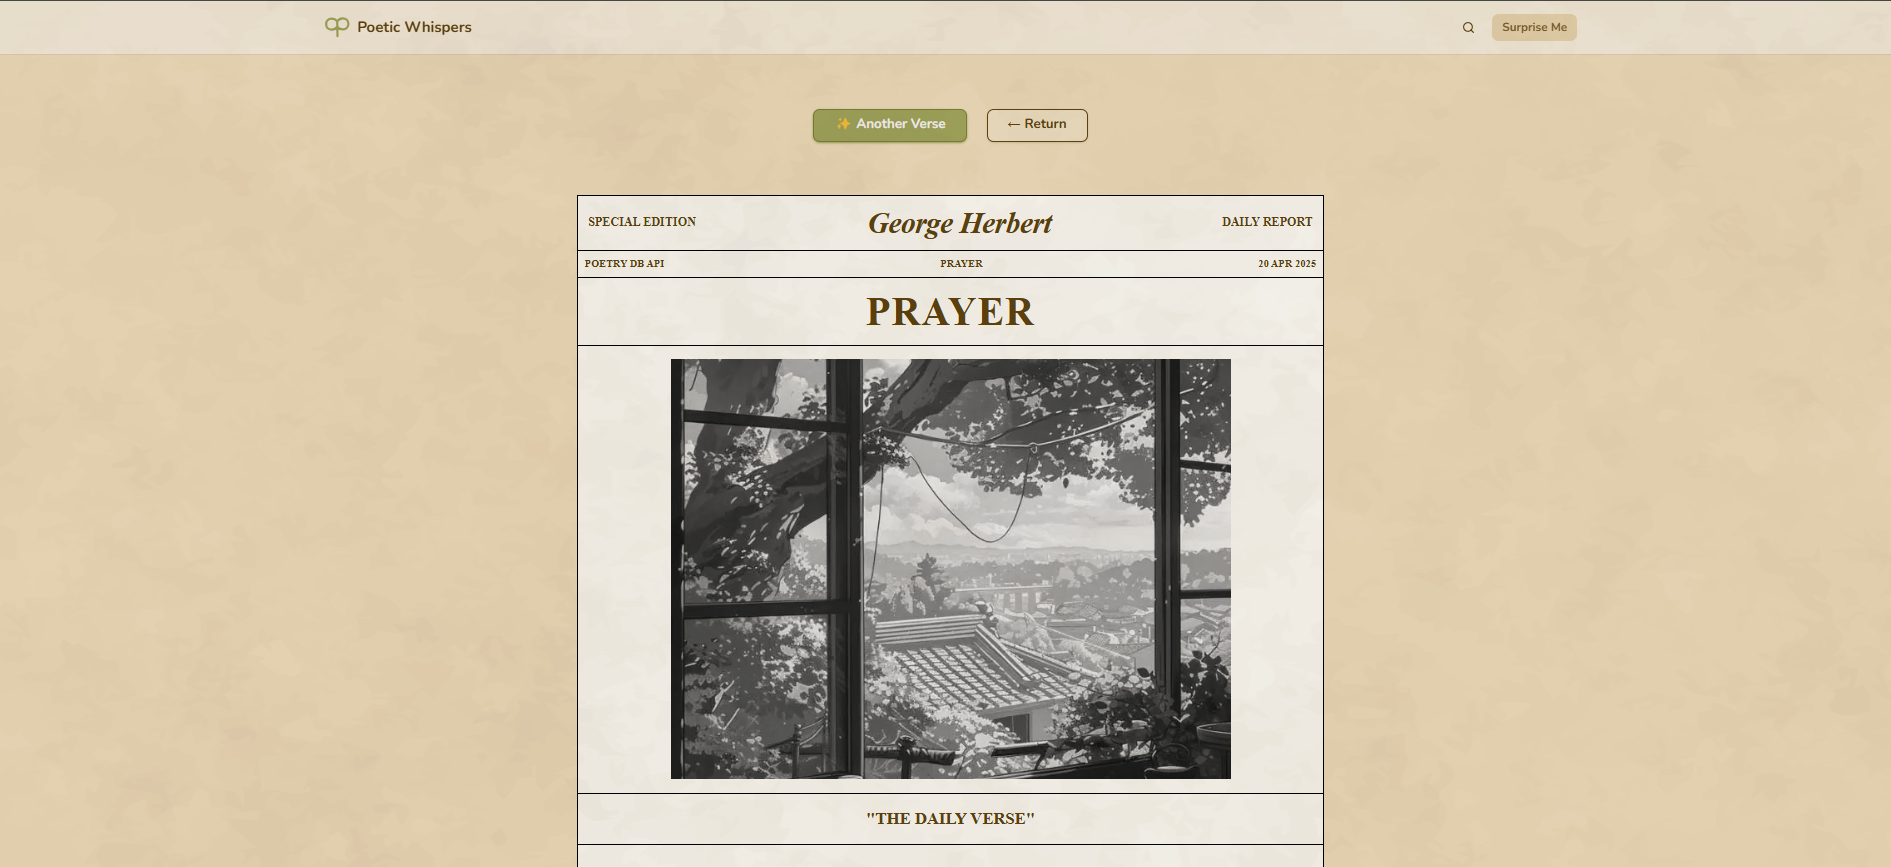 Poetic Whispers
Surprise Me
✨ Another Verse
← Return
SPECIAL EDITION
George Herbert
DAILY REPORT
POETRY DB API
PRAYER
20 APR 2025
PRAYER
"THE DAILY VERSE"